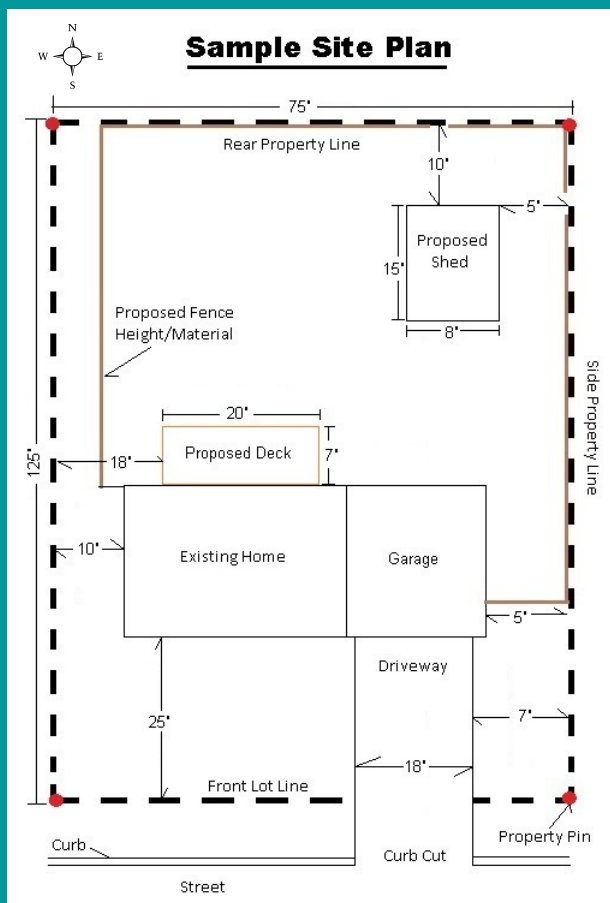 N
W E
S
Sample Site Plan
75'
Rear Property Line
10'
5'
Proposed
Shed
15'
8'
Proposed Fence
Height/Material
Side Property Line
20'
Proposed Deck
7'
18'
125'
10'
Existing Home
Garage
5'
Driveway
25'
7'
18'
Front Lot Line
Property Pin
Curb
Curb Cut
Street